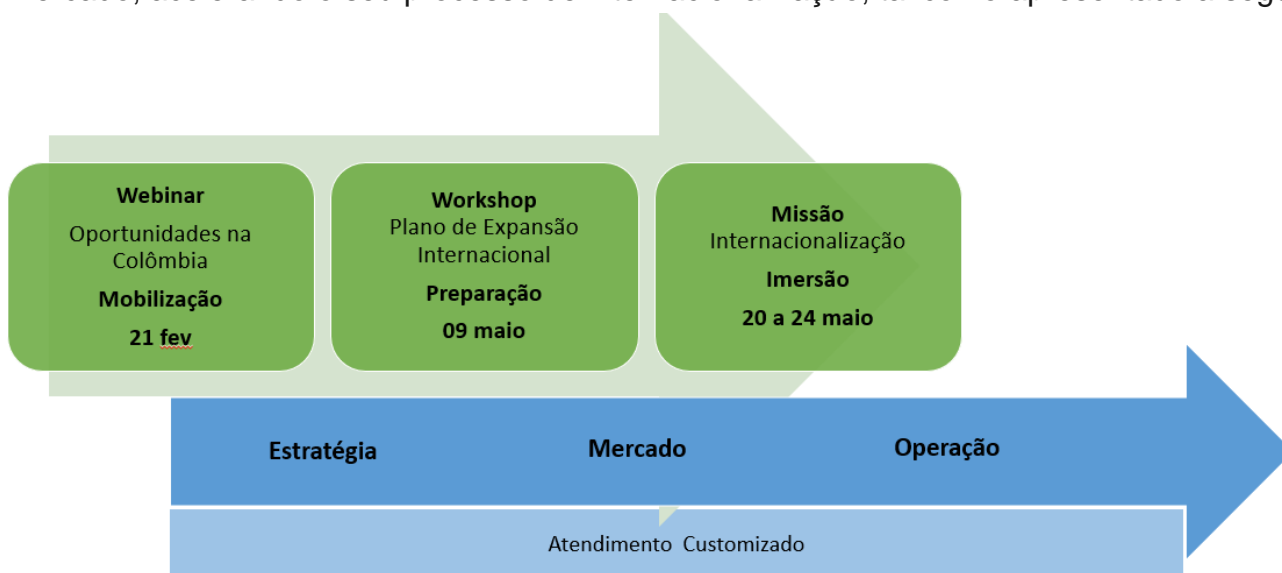 Webinar
Oportunidades na
Colômbia
Mobilização
21 fev
Workshop
Plano de Expansão
Internacional
Preparação
09 maio
Missão
Internacionalização
Imersão
20 a 24 maio
Estratégia
Mercado
Operação
Atendimento Customizado